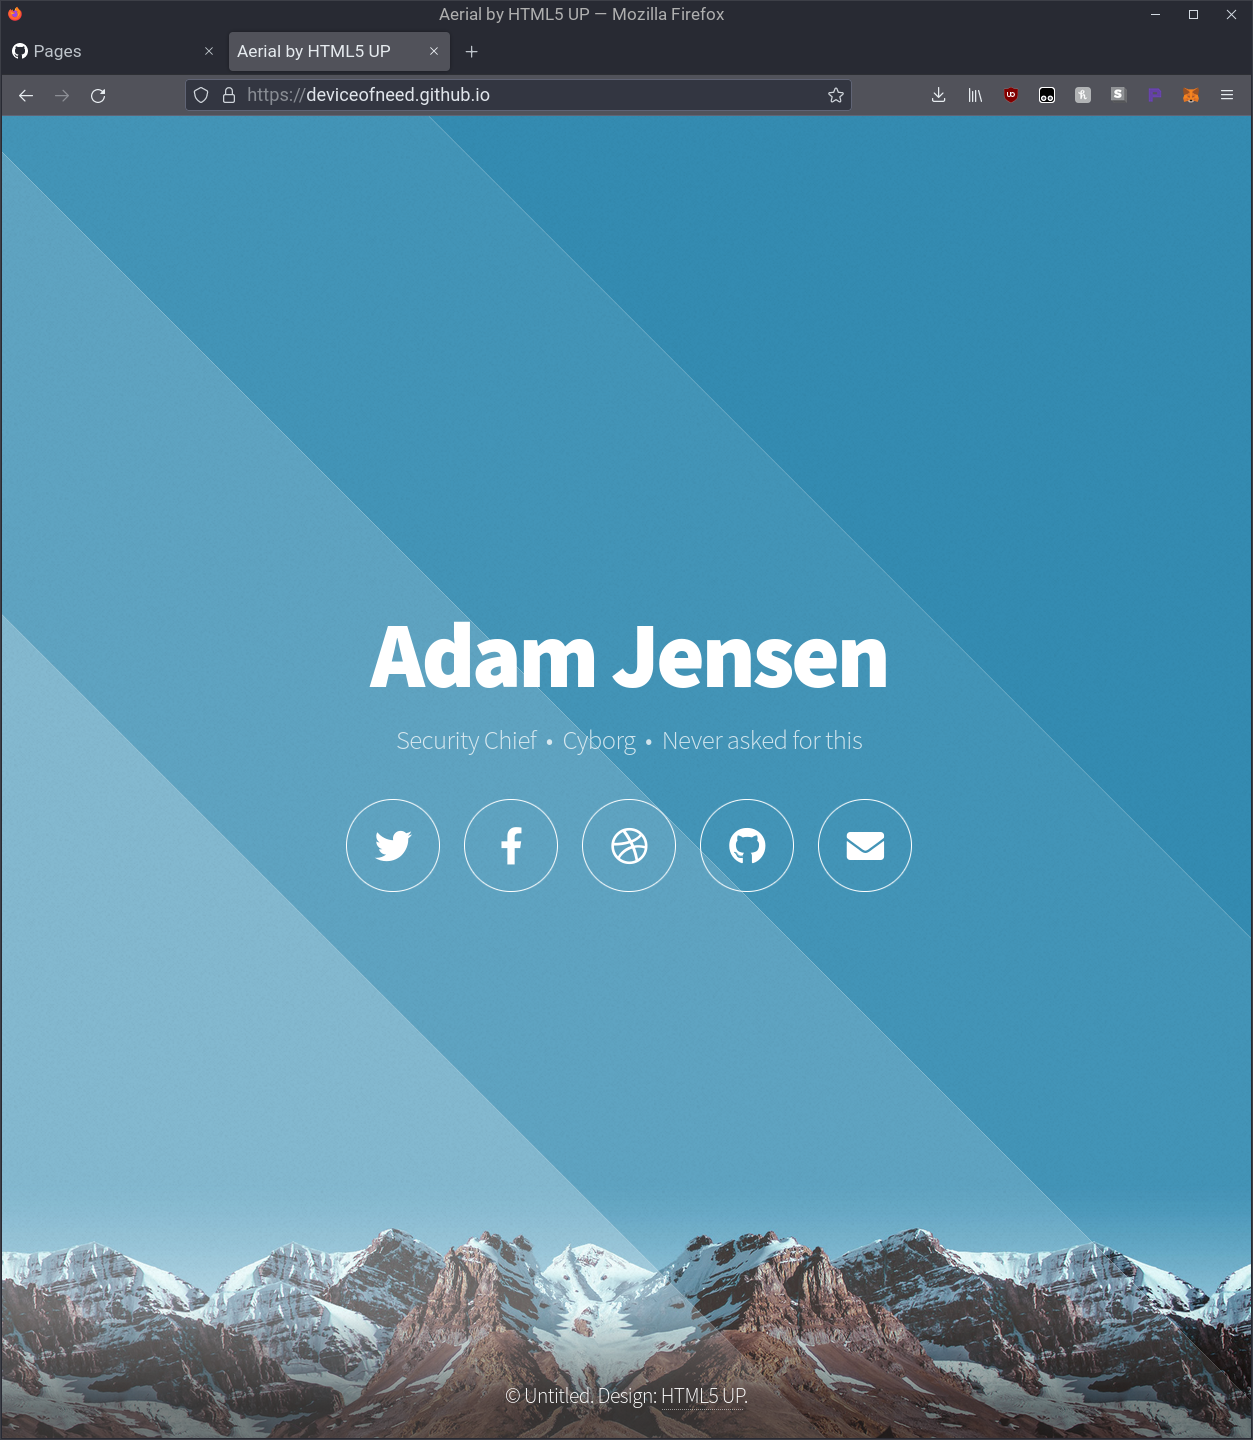 Aerial by HTML5 UP — Mozilla Firefox
Pages
Aerial by HTML5 UP
https://deviceofneed.github.io
Adam Jensen
Security Chief • Cyborg • Never asked for this
© Untitled. Design: HTML5 UP.